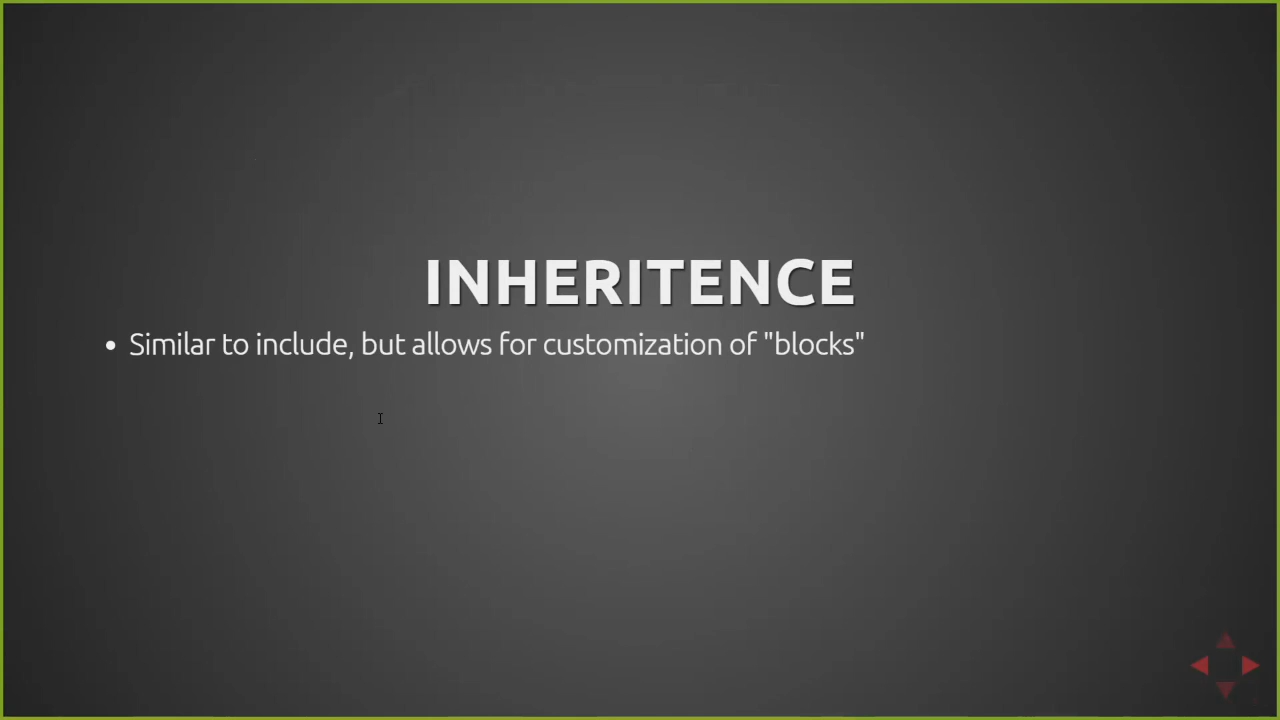 INHERITENCE
• Similar to include, but allows for customization of "blocks"